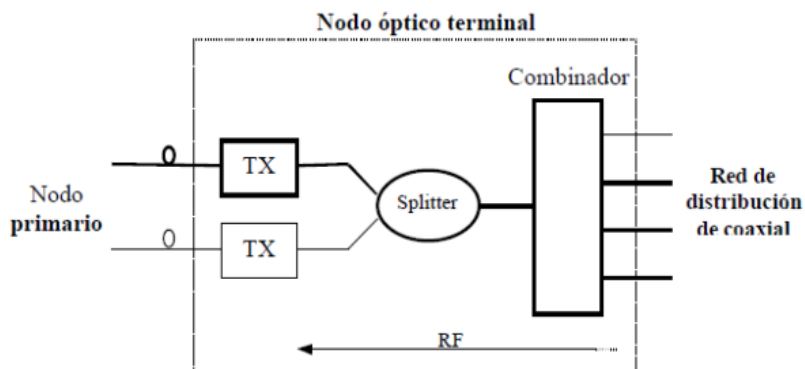 Nodo óptico terminal
Combinador
TX
Nodo
primario
Splitter
TX
Red de
distribución
de coaxial
RF